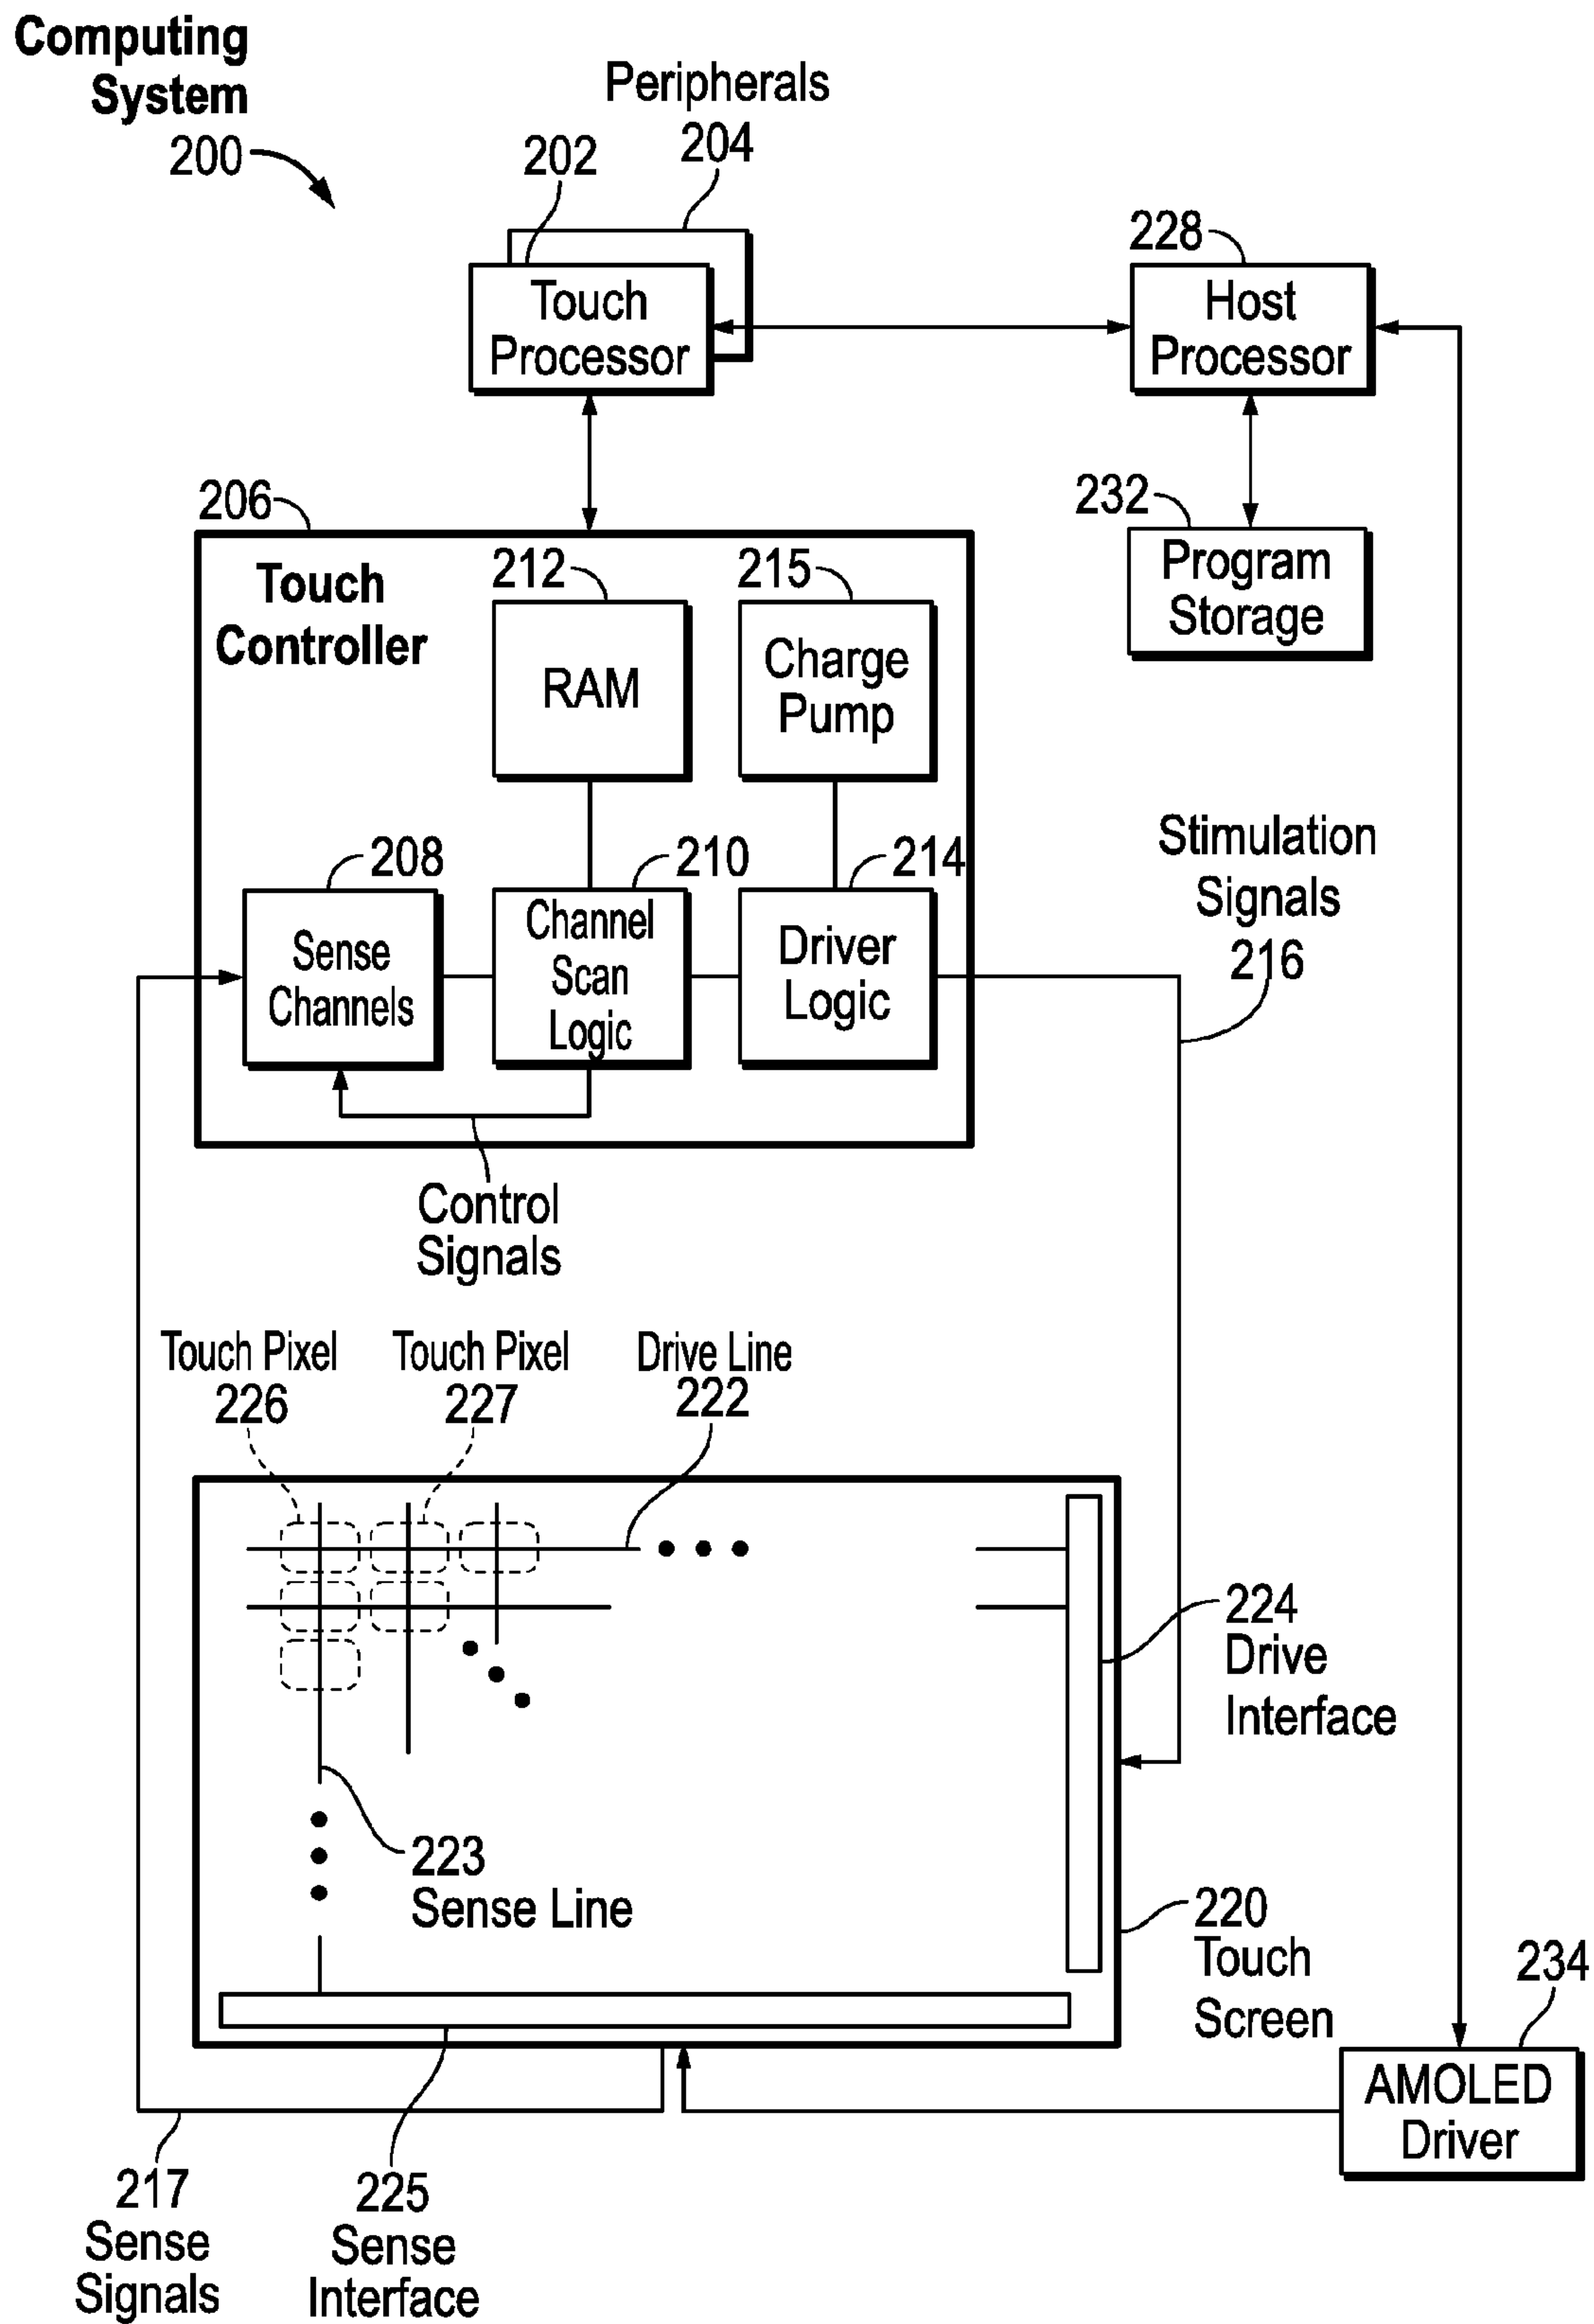 Computing
System
200
Peripherals
204
202
228
Touch
Processor
Host
Processor
206
232
Program
Storage
Touch
Controller
212
215
RAM
Charge
Pump
208
210
214
Sense
Channels
Channel
Scan
Logic
Driver
Logic
Stimulation
Signals
216
Control
Signals
Touch Pixel
226
Touch Pixel
227
Drive Line
222
224
Drive
Interface
223
Sense Line
220
Touch
Screen
234
AMOLED
Driver
217
Sense
Signals
225
Sense
Interface